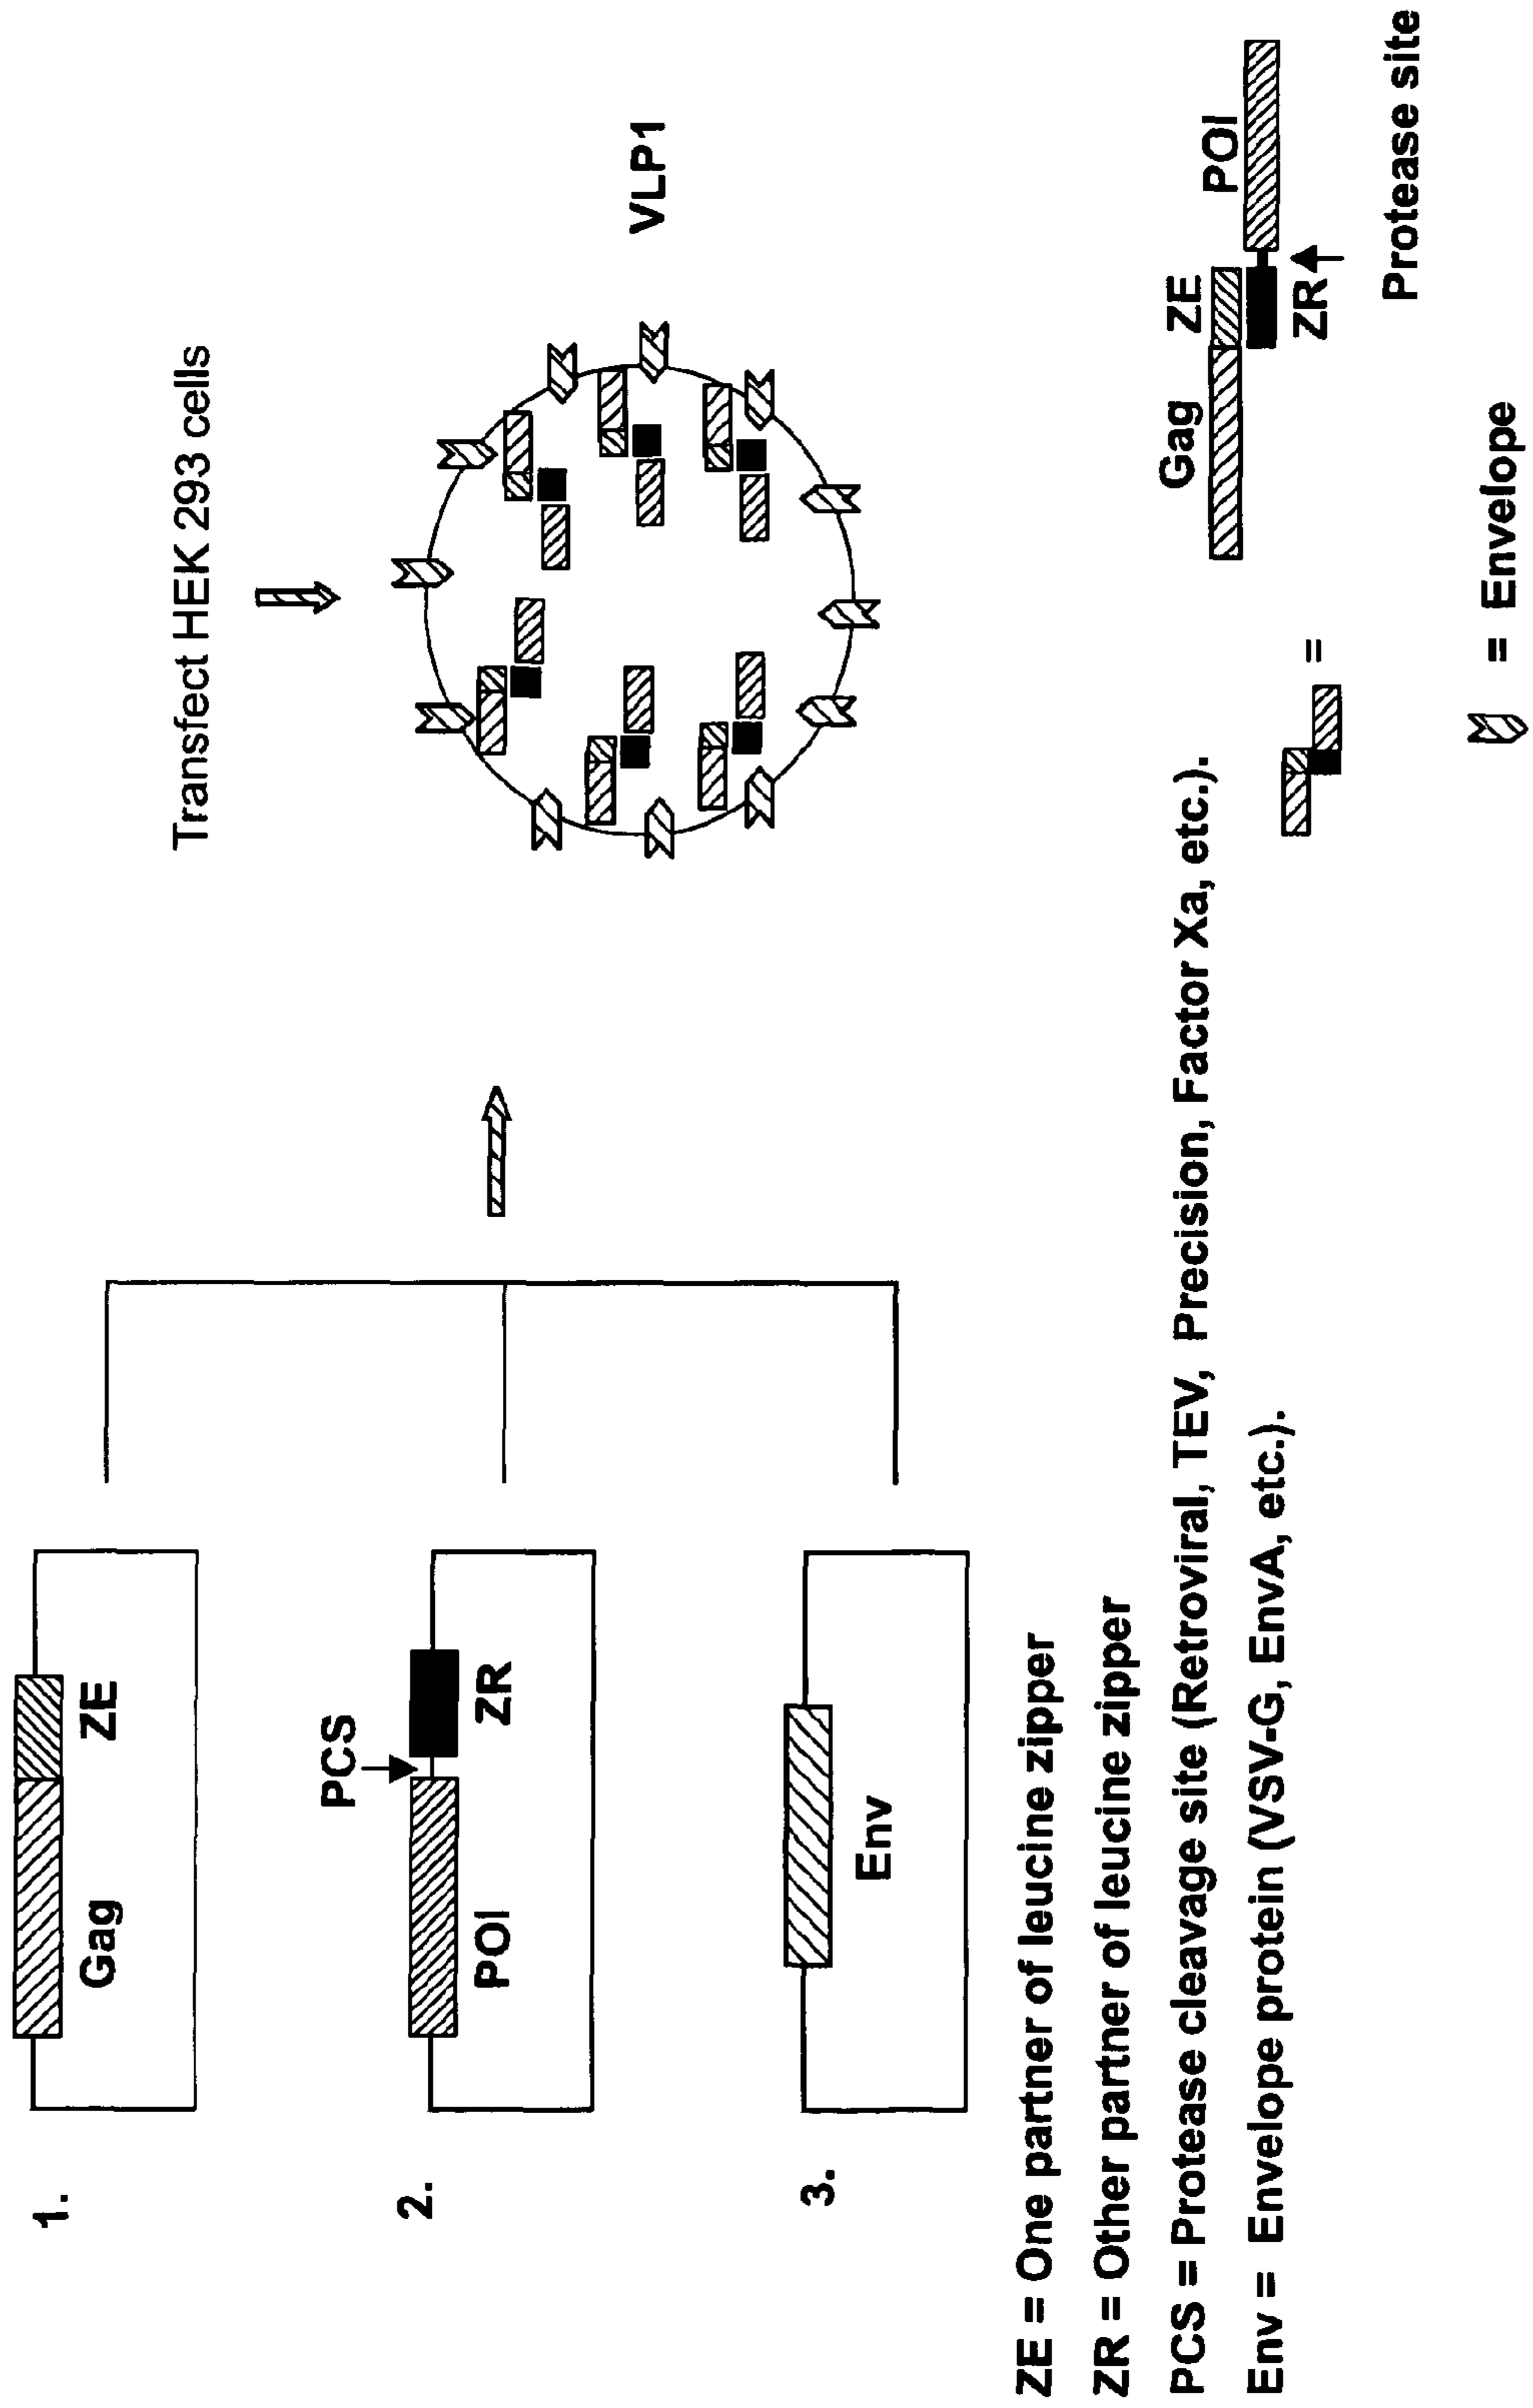 1.
Gag
ZE
2.
PCS
POI
ZR
3.
Env
Transfect HEK 293 cells
VLP1
ZE = One partner of leucine zipper
ZR = Other partner of leucine zipper
PCS = Protease cleavage site (Retroviral, TEV, Precision, Factor Xa, etc.).
Env = Envelope protein (VSV-G, EnvA, etc.).
=
Gag ZE
POI
ZR
Protease site
= Envelope